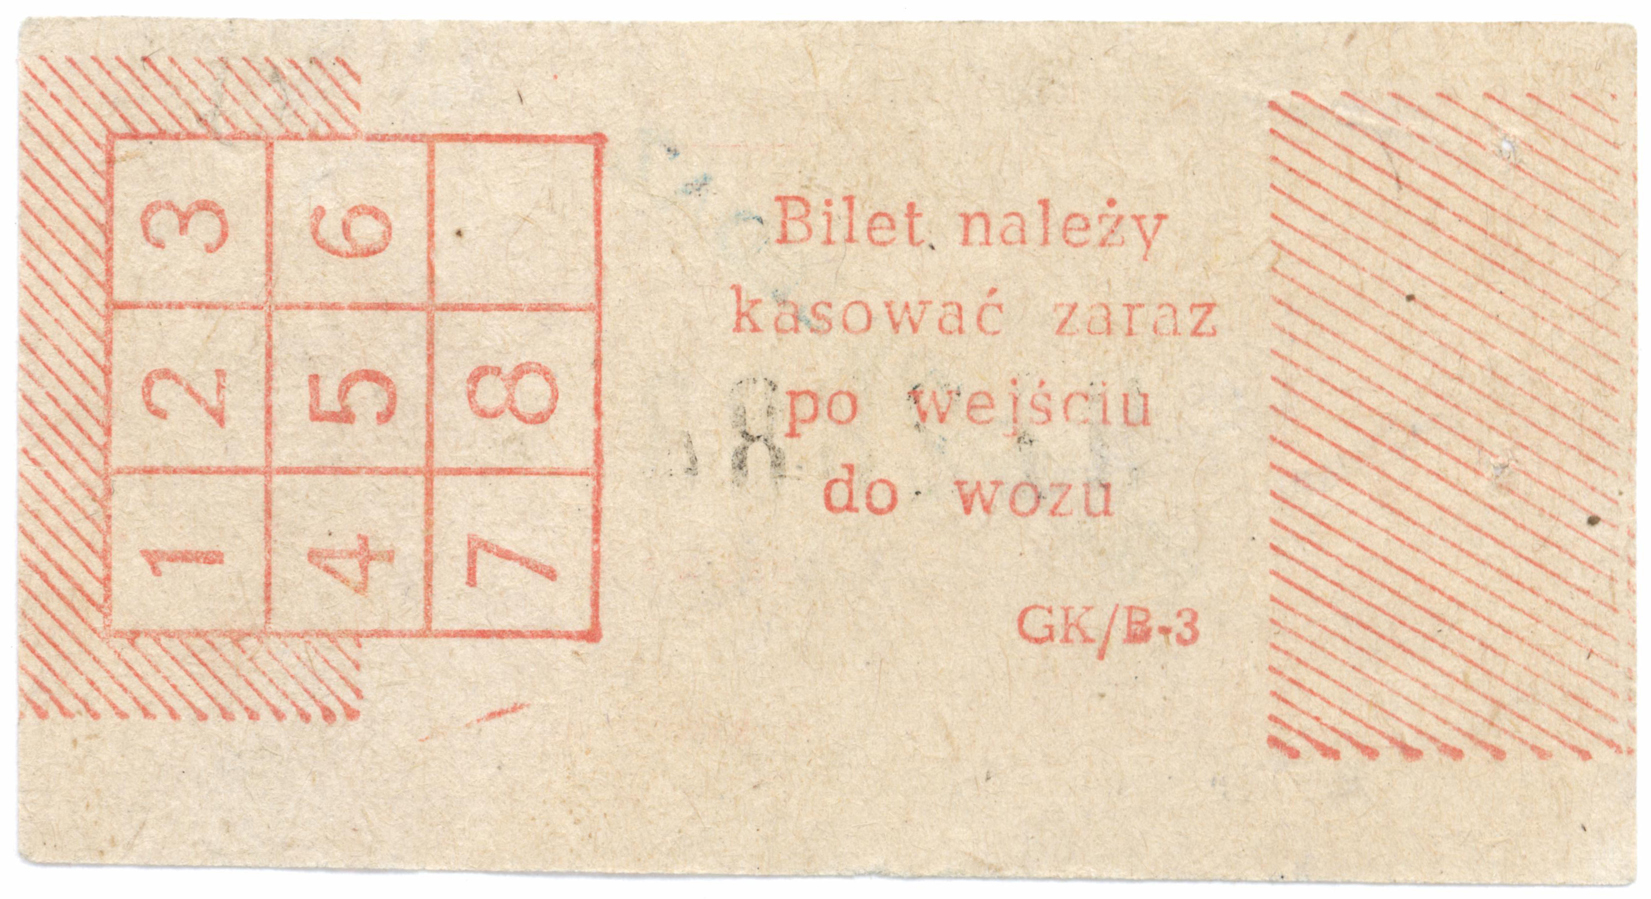 3 6
2 5 8
1 4 7
Bilet należy
kasować zaraz
po wejściu
do wozu
GK/B-3